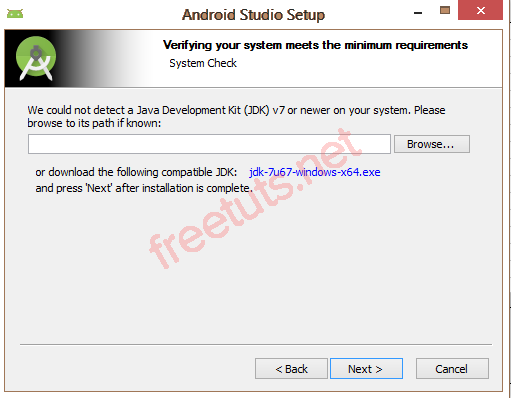 Android Studio Setup
Verifying your system meets the minimum requirements
System Check
We could not detect a Java Development Kit (JDK) v7 or newer on your system. Please
browse to its path if known:
Browse...
or download the following compatible JDK: jdk-7u67-windows-x64.exe
and press 'Next' after installation is complete.
freetuts.net
< Back
Next >
Cancel